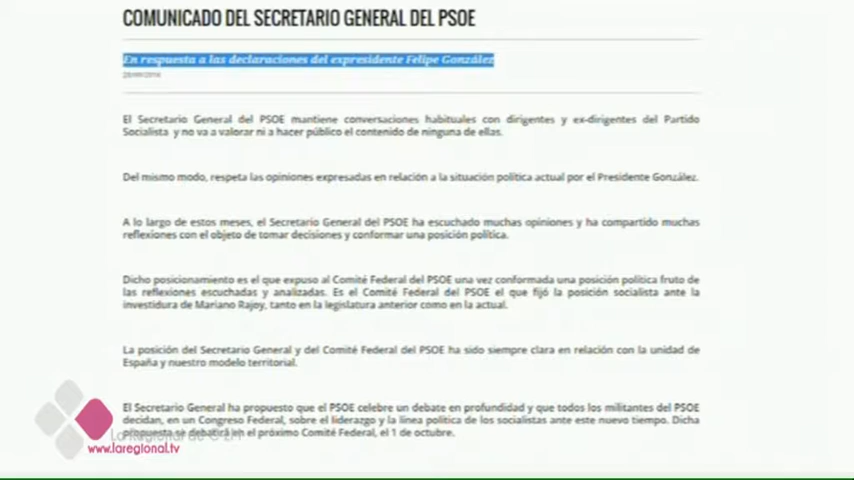 COMUNICADO DEL SECRETARIO GENERAL DEL PSOE
En respuesta a las declaraciones del expresidente Felipe González
El Secretario General del PSOE mantiene conversaciones habituales con dirigentes y ex-dirigentes del Partido
Socialista y no va a valorar ni a hacer público el contenido de ninguna de ellas.
Del mismo modo, respeta las opiniones expresadas en relación a la situación política actual por el Presidente González.
A lo largo de estos meses, el Secretario General del PSOE ha escuchado muchas opiniones y ha compartido muchas
reflexiones con el objeto de tomar decisiones y conformar una posición política.
Dicho posicionamiento es el que expuso al Comité Federal del PSOE una vez conformada una posición política fruto de
las reflexiones escuchadas y analizadas. Es el Comité Federal del PSOE el que fijó la posición socialista ante la
investidura de Mariano Rajoy, tanto en la legislatura anterior como en la actual.
La posición del Secretario General y del Comité Federal del PSOE ha sido siempre clara en relación con la unidad de
España y nuestro modelo territorial.
El Secretario General ha propuesto que el PSOE celebre un debate en profundidad y que todos los militantes del PSOE
decidan, en un Congreso Federal, sobre el liderazgo y la línea política de los socialistas ante este nuevo tiempo. Dicha
propuesta se debatirá en el próximo Comité Federal, el 1 de octubre.
La Regional de
www.laregional.tv